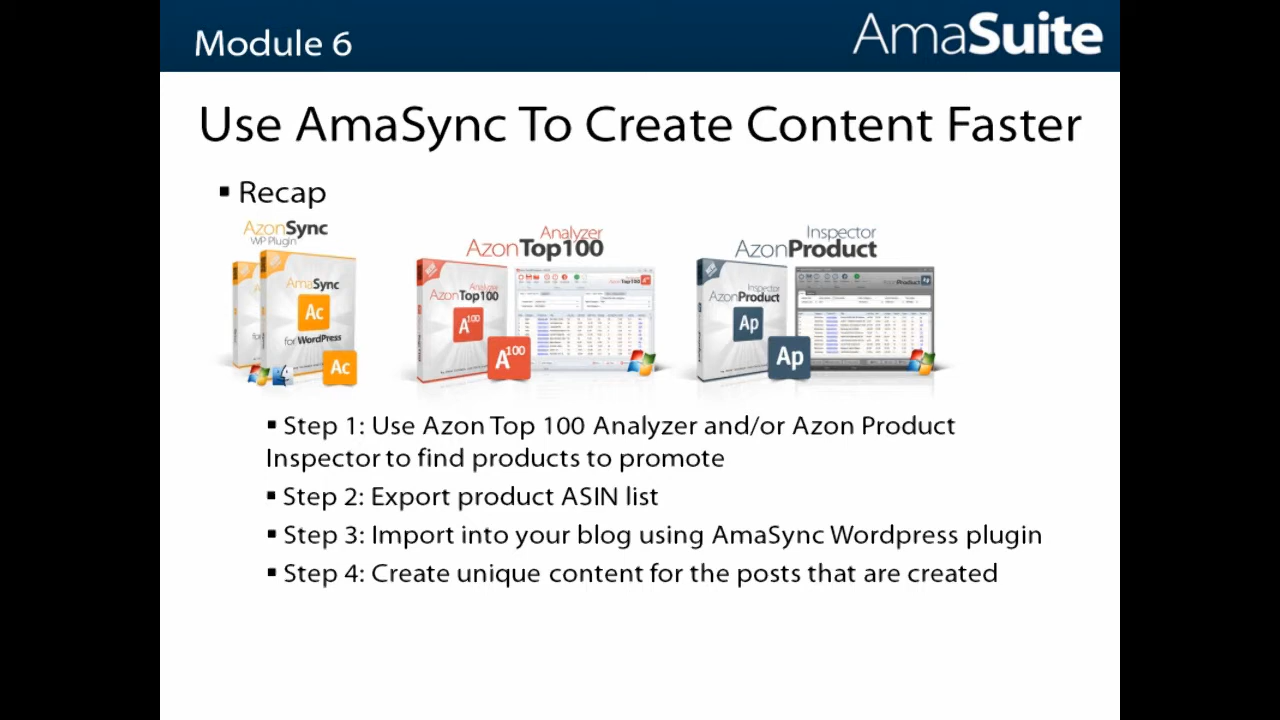 Module 6
AmaSuite
Use AmaSync To Create Content Faster
▪ Recap
AzonSync
WP Plugin
AmaSync
Ac
for WordPress
Ac
Analyzer
AzonTop100
Analyzer
AzonTop100
A100
A100
Inspector
AzonProduct
Inspector
AzonProduct
Ap
Ap
▪ Step 1: Use Azon Top 100 Analyzer and/or Azon Product
Inspector to find products to promote
▪ Step 2: Export product ASIN list
▪ Step 3: Import into your blog using AmaSync Wordpress plugin
▪ Step 4: Create unique content for the posts that are created